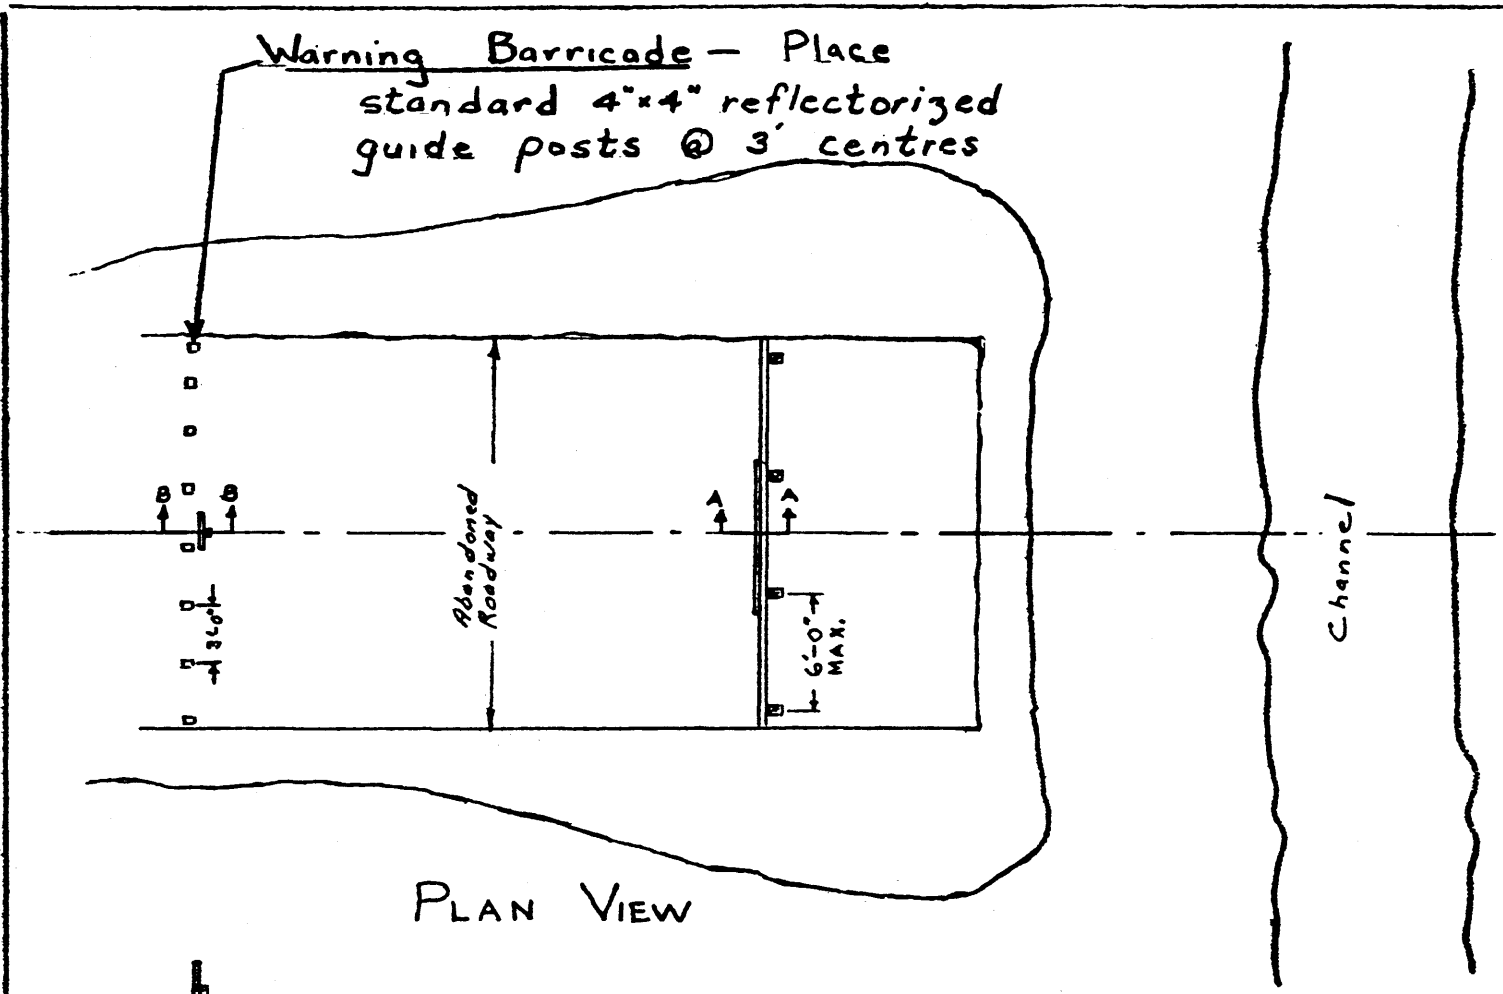 Warning Barricade — Place
standard 4"x4" reflectorized
guide posts @ 3' centres
B B
A A
Abandoned
Roadway
3'-0"
6'-0"
MAX.
Channel
PLAN VIEW